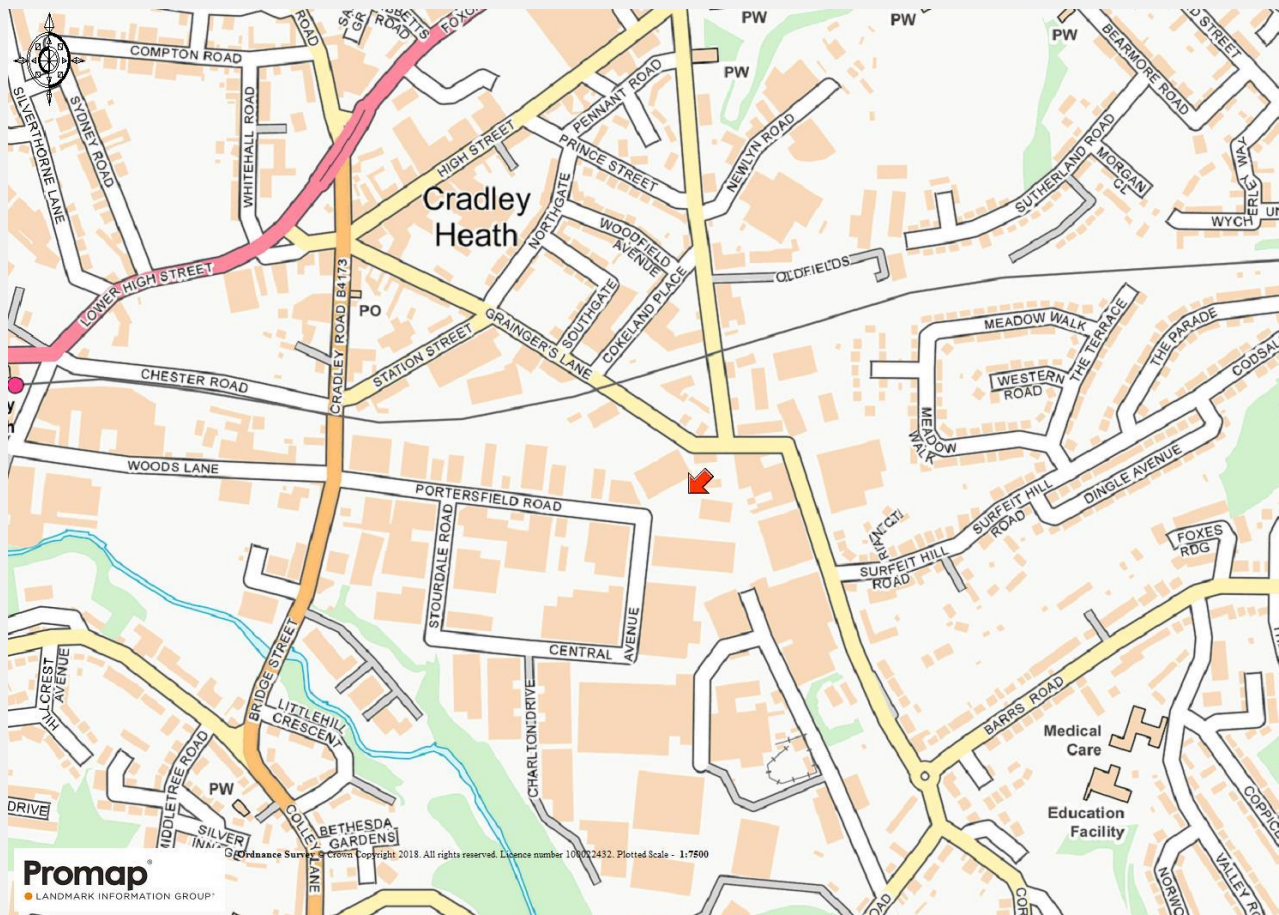 PW
PW
PW
ROAD
COMPTON ROAD
BEARMORE ROAD
SILVERTHORNE LANE
SYDNEY ROAD
WHITEHALL ROAD
HIGH STREET
PENNANT ROAD
PW
PRINCE STREET
NEWLYN ROAD
SUTHERLAND ROAD
MORGAN
CL
Cradley
Heath
NORTHGATE
WOODFIELD
AVENUE
WYCHERLEY WAY
LOWER HIGH STREET
CRADLEY ROAD B4173
PO
SOUTHGATE
COKELAND PLACE
OLDFIELDS
GRAINGER'S LANE
STATION STREET
CHESTER ROAD
MEADOW WALK
THE TERRACE
THE PARADE
WESTERN
ROAD
MEADOW
WALK
WOODS LANE
PORTERSFIELD ROAD
STOURDALE ROAD
SURFEIT HILL
ROAD
DINGLE AVENUE
SURFEIT HILL
ROAD
FOXES
RDG
CENTRAL
AVENUE
BRIDGE STREET
HILLCREST
AVENUE
LITTLEHILL
CRESCENT
CHARLTON DRIVE
BARRS ROAD
Medical
Care
Education
Facility
MIDDLETREE ROAD
PW
DRIVE
SILVER
COLLEY LANE
BETHESDA
GARDENS
VALLEY ROAD
ROAD
Ordnance Survey © Crown Copyright 2018. All rights reserved. Licence number 100022432. Plotted Scale - 1:7500
Promap
LANDMARK INFORMATION GROUP